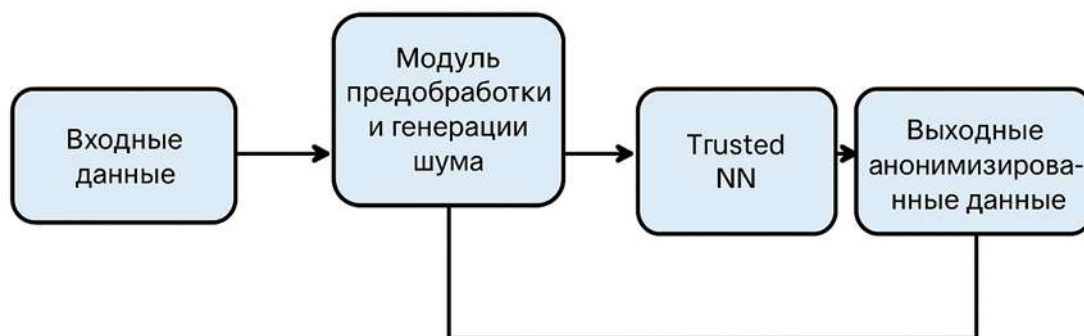 Входные
данные
Модуль
предобработки
и генерации
шума
Trusted
NN
Выходные
анонимизирова-
нные данные